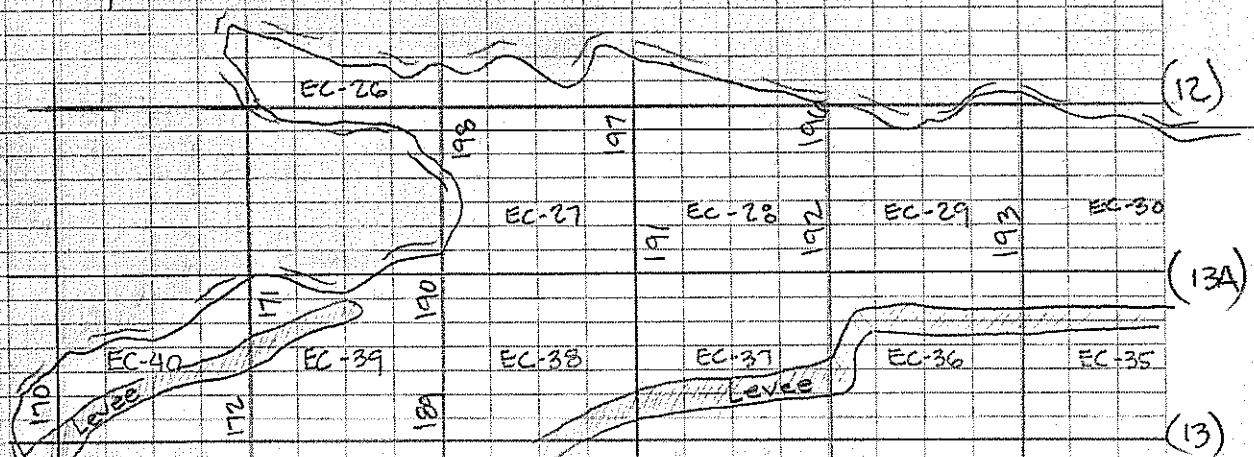 EC-26
(12)
198
197
196
EC-27
EC-28
EC-29
EC-30
191
192
193
(13A)
171
190
EC-40
EC-39
EC-38
EC-37
EC-36
EC-35
Levee
Levee
170
172
189
(13)